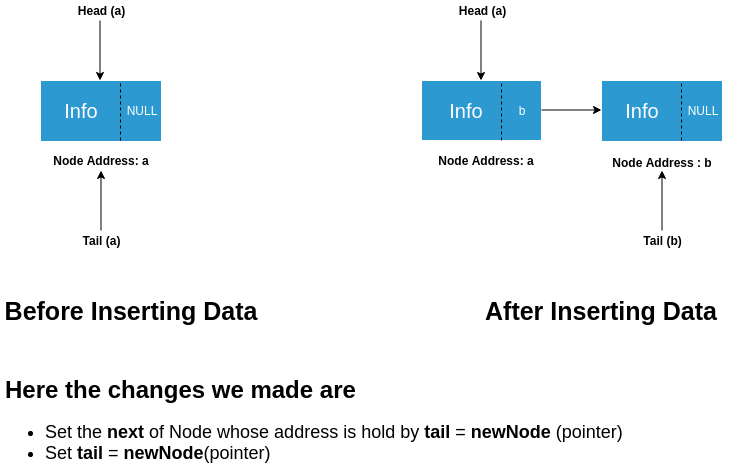 Head (a)
Head (a)
Info
NULL
Info
b
Info
NULL
Node Address: a
Node Address: a
Node Address : b
Tail (a)
Tail (b)
Before Inserting Data
After Inserting Data
Here the changes we made are
Set the next of Node whose address is hold by tail = newNode (pointer)
Set tail = newNode(pointer)